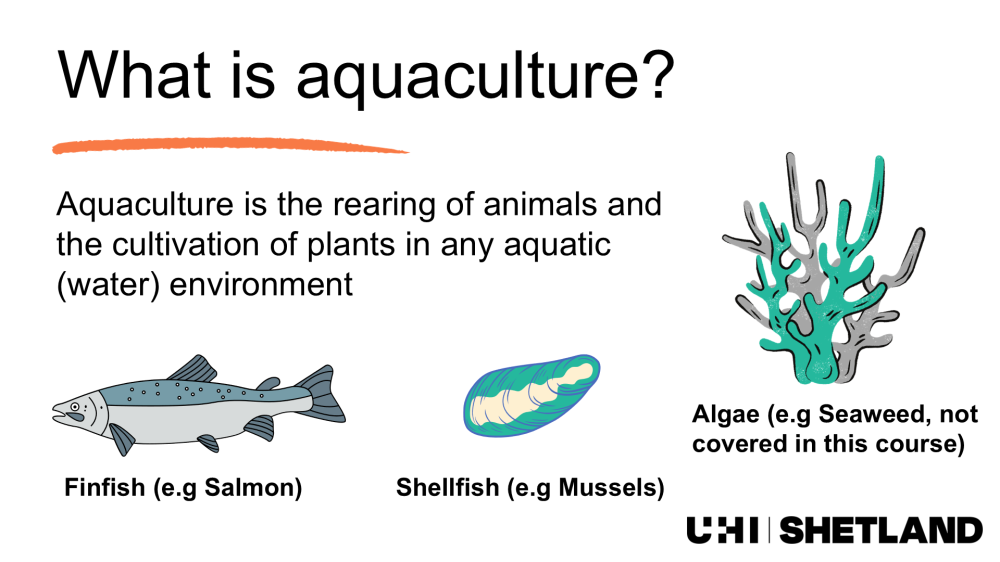 What is aquaculture?
Aquaculture is the rearing of animals and
the cultivation of plants in any aquatic
(water) environment
Finfish (e.g Salmon)
Shellfish (e.g Mussels)
Algae (e.g Seaweed, not
covered in this course)
UHI | SHETLAND